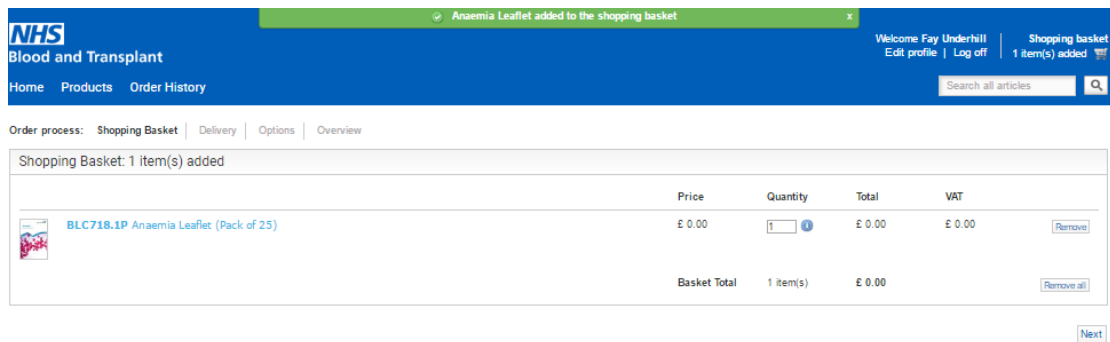 Anaemia Leaflet added to the shopping basket x
NHS
Blood and Transplant
Welcome Fay Underhill
Edit profile | Log off
Shopping basket
1 item(s) added
Home Products Order History
Search all articles
Order process: Shopping Basket Delivery Options Overview
Shopping Basket: 1 item(s) added
Price Quantity Total VAT
BLC718.1P Anaemia Leaflet (Pack of 25) £ 0.00 1 i £ 0.00 £ 0.00 Remove
Basket Total 1 item(s) £ 0.00 Remove all
Next